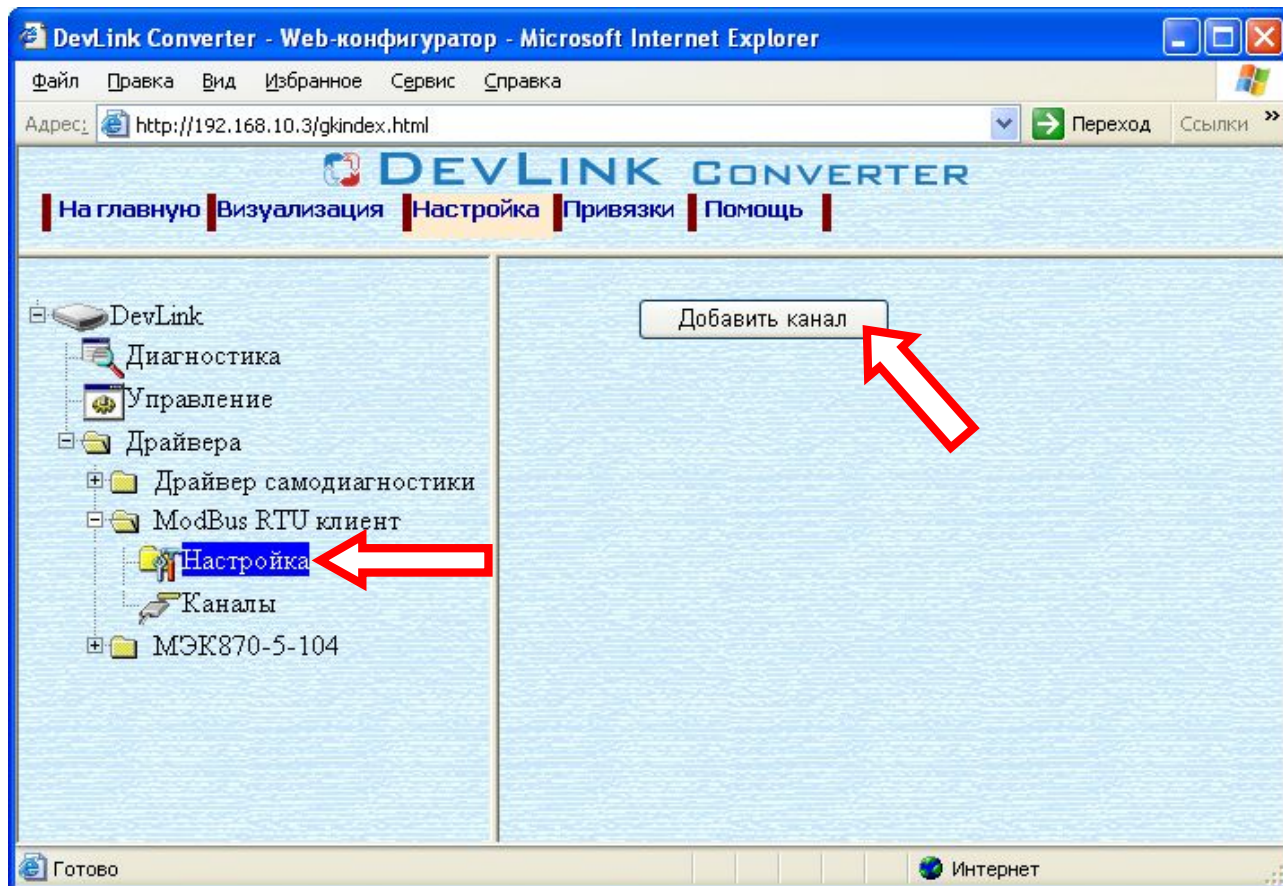 DevLink Converter - Web-конфигуратор - Microsoft Internet Explorer
Файл Правка Вид Избранное Сервис Справка
Адрес: http://192.168.10.3/gkindex.html Переход Ссылки »
DEVLINK CONVERTER
На главную Визуализация Настройка Привязки Помощь
DevLink
Добавить канал
Диагностика
Управление
Драйвера
Драйвер самодиагностики
ModBus RTU клиент
Настройка
Каналы
МЭК870-5-104
Готово Интернет